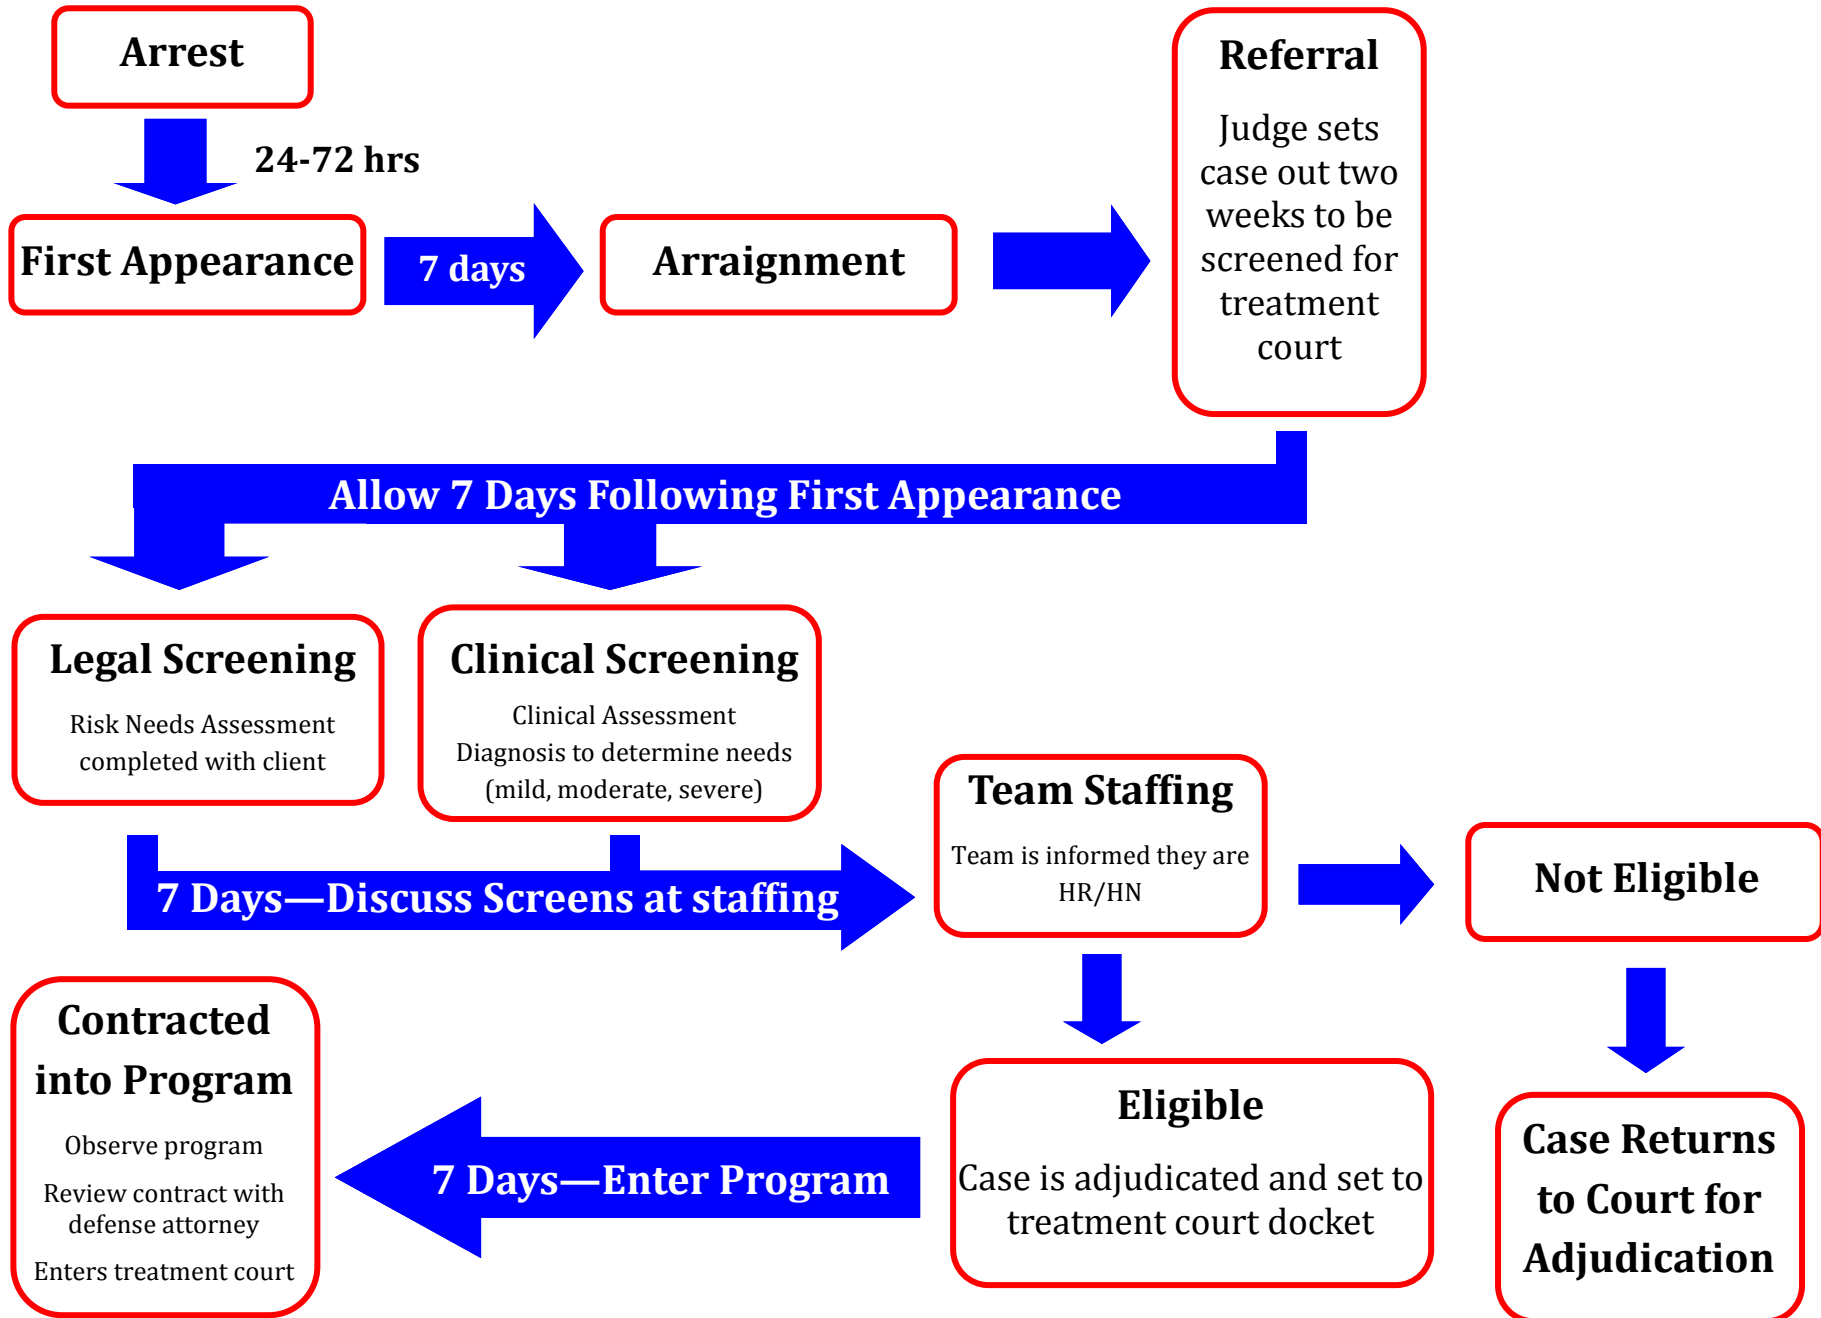 Arrest
24-72 hrs
First Appearance
7 days
Arraignment
Referral
Judge sets
case out two
weeks to be
screened for
treatment
court
Allow 7 Days Following First Appearance
Legal Screening
Risk Needs Assessment
completed with client
Clinical Screening
Clinical Assessment
Diagnosis to determine needs
(mild, moderate, severe)
7 Days—Discuss Screens at staffing
Team Staffing
Team is informed they are
HR/HN
Not Eligible
Case Returns
to Court for
Adjudication
Eligible
Case is adjudicated and set to
treatment court docket
7 Days—Enter Program
Contracted
into Program
Observe program
Review contract with
defense attorney
Enters treatment court